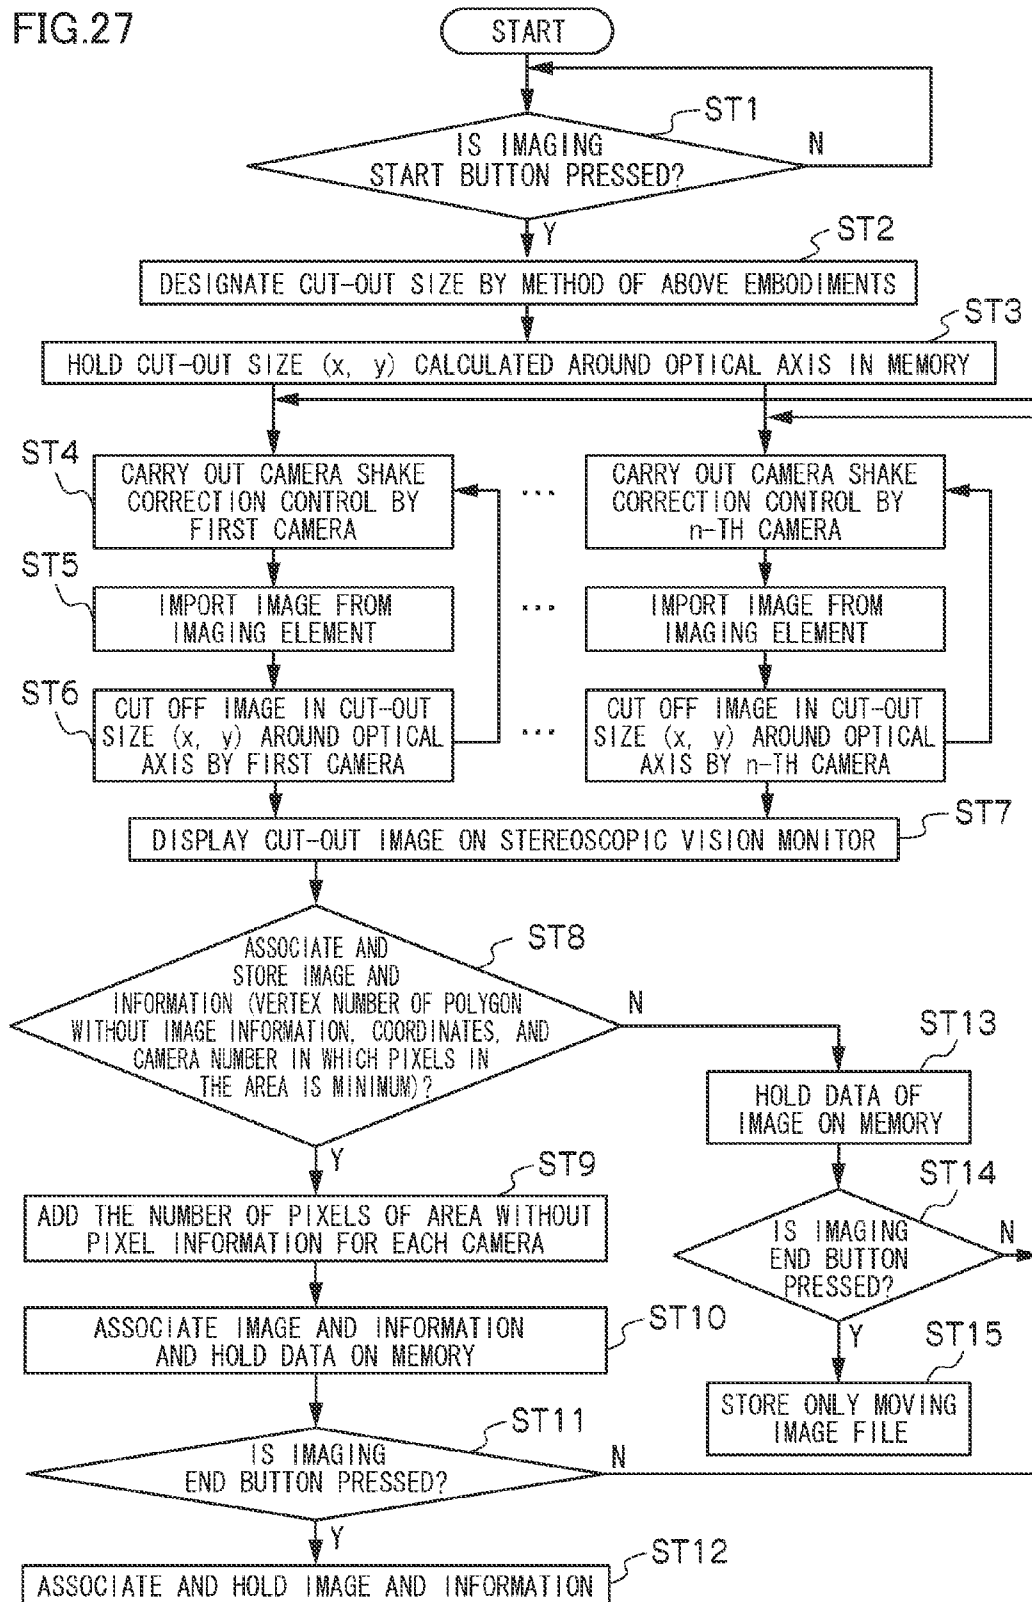 FIG.27
START
ST1
IS IMAGING
START BUTTON PRESSED?
N
Y
ST2
DESIGNATE CUT-OUT SIZE BY METHOD OF ABOVE EMBODIMENTS
ST3
HOLD CUT-OUT SIZE (x, y) CALCULATED AROUND OPTICAL AXIS IN MEMORY
ST4
CARRY OUT CAMERA SHAKE
CORRECTION CONTROL BY
FIRST CAMERA
...
CARRY OUT CAMERA SHAKE
CORRECTION CONTROL BY
n-TH CAMERA
ST5
IMPORT IMAGE FROM
IMAGING ELEMENT
...
IMPORT IMAGE FROM
IMAGING ELEMENT
ST6
CUT OFF IMAGE IN CUT-OUT
SIZE (x, y) AROUND OPTICAL
AXIS BY FIRST CAMERA
...
CUT OFF IMAGE IN CUT-OUT
SIZE (x, y) AROUND OPTICAL
AXIS BY n-TH CAMERA
ST7
DISPLAY CUT-OUT IMAGE ON STEREOSCOPIC VISION MONITOR
ST8
ASSOCIATE AND
STORE IMAGE AND
INFORMATION (VERTEX NUMBER OF POLYGON
WITHOUT IMAGE INFORMATION, COORDINATES, AND
CAMERA NUMBER IN WHICH PIXELS IN
THE AREA IS MINIMUM)?
N
Y
ST13
HOLD DATA OF
IMAGE ON MEMORY
ST9
ADD THE NUMBER OF PIXELS OF AREA WITHOUT
PIXEL INFORMATION FOR EACH CAMERA
ST14
IS IMAGING
END BUTTON
PRESSED?
N
Y
ST10
ASSOCIATE IMAGE AND INFORMATION
AND HOLD DATA ON MEMORY
ST15
STORE ONLY MOVING
IMAGE FILE
ST11
IS IMAGING
END BUTTON PRESSED?
N
Y
ST12
ASSOCIATE AND HOLD IMAGE AND INFORMATION